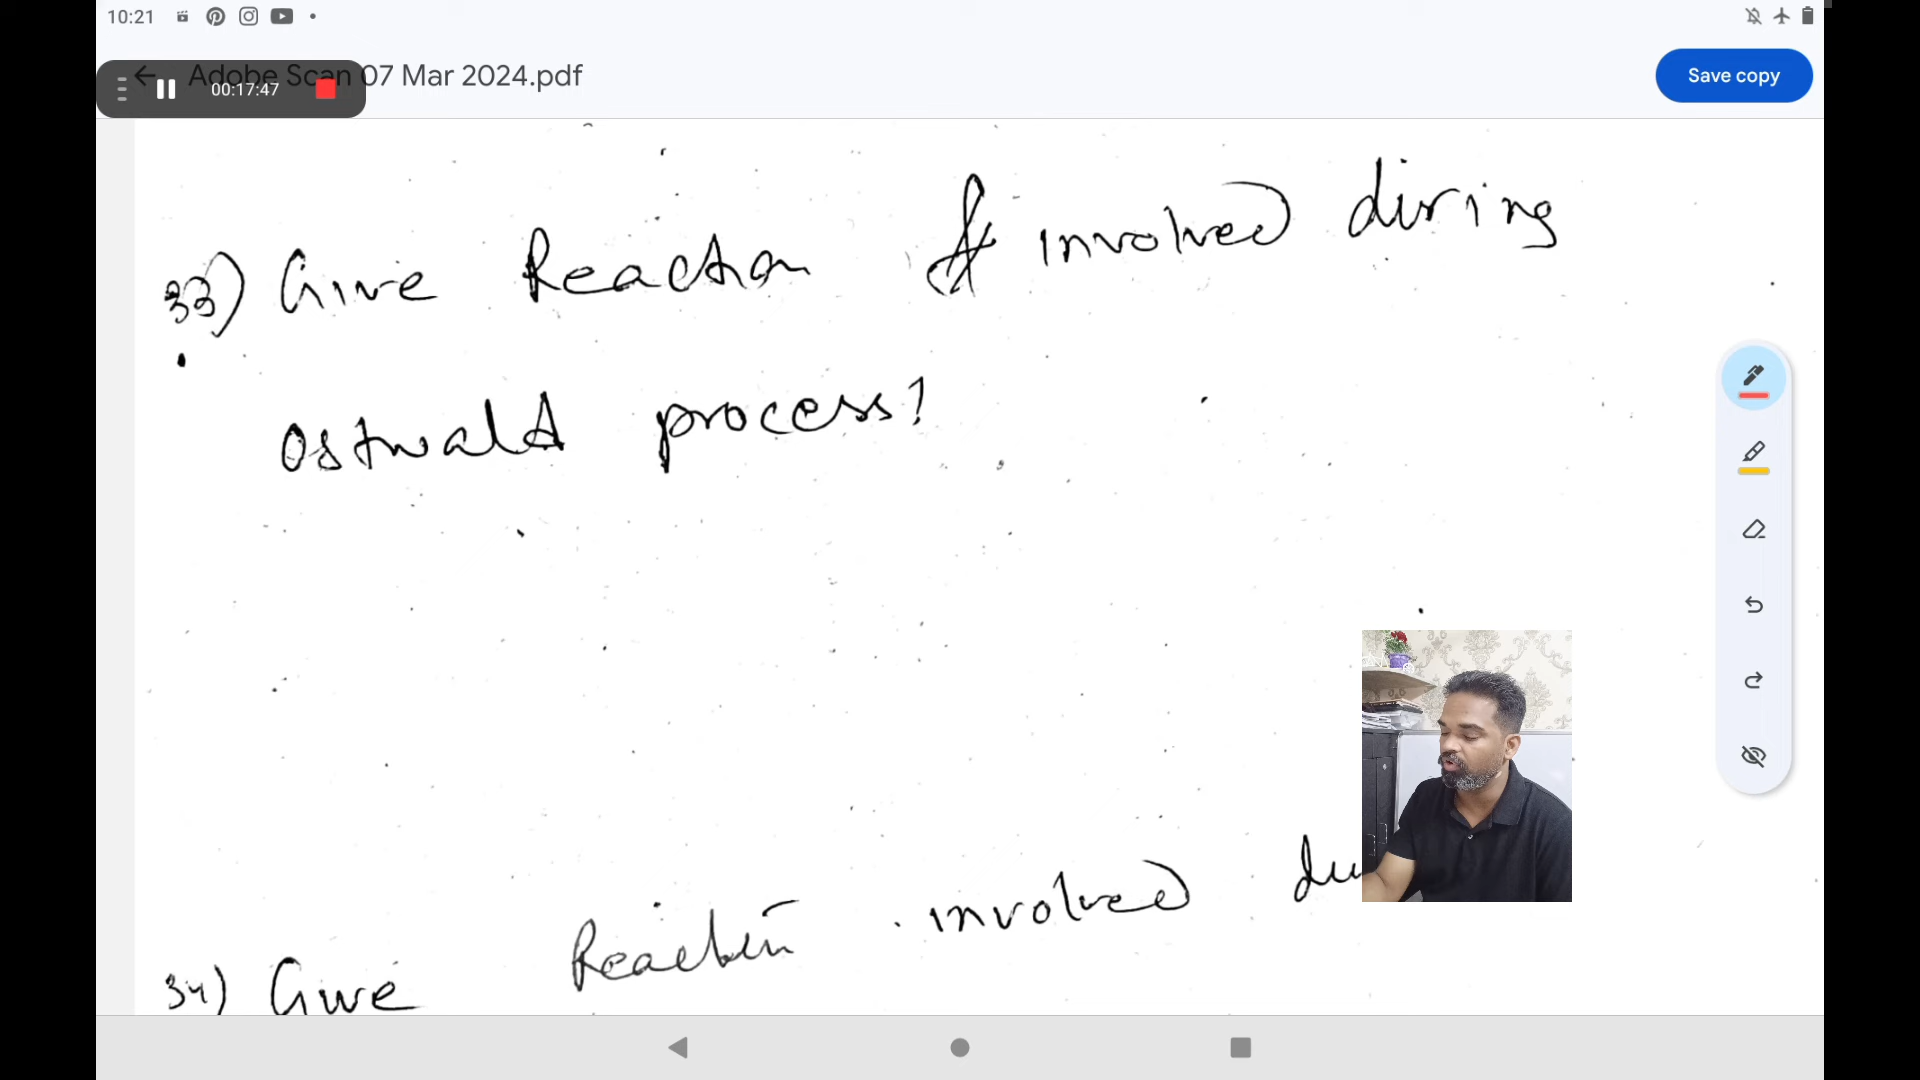 10:21
Adobe Scan 07 Mar 2024.pdf
Save copy
00:17:47
33) Give Reaction involved during
Ostwald process?
34) Give Reaction involved du